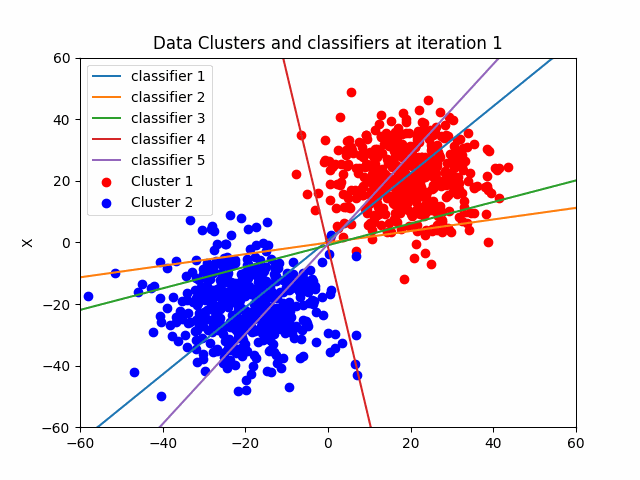 Data Clusters and classifiers at iteration 1
classifier 1
classifier 2
classifier 3
classifier 4
classifier 5
Cluster 1
Cluster 2
60
40
20
0
−20
−40
−60
X
−60 −40 −20 0 20 40 60